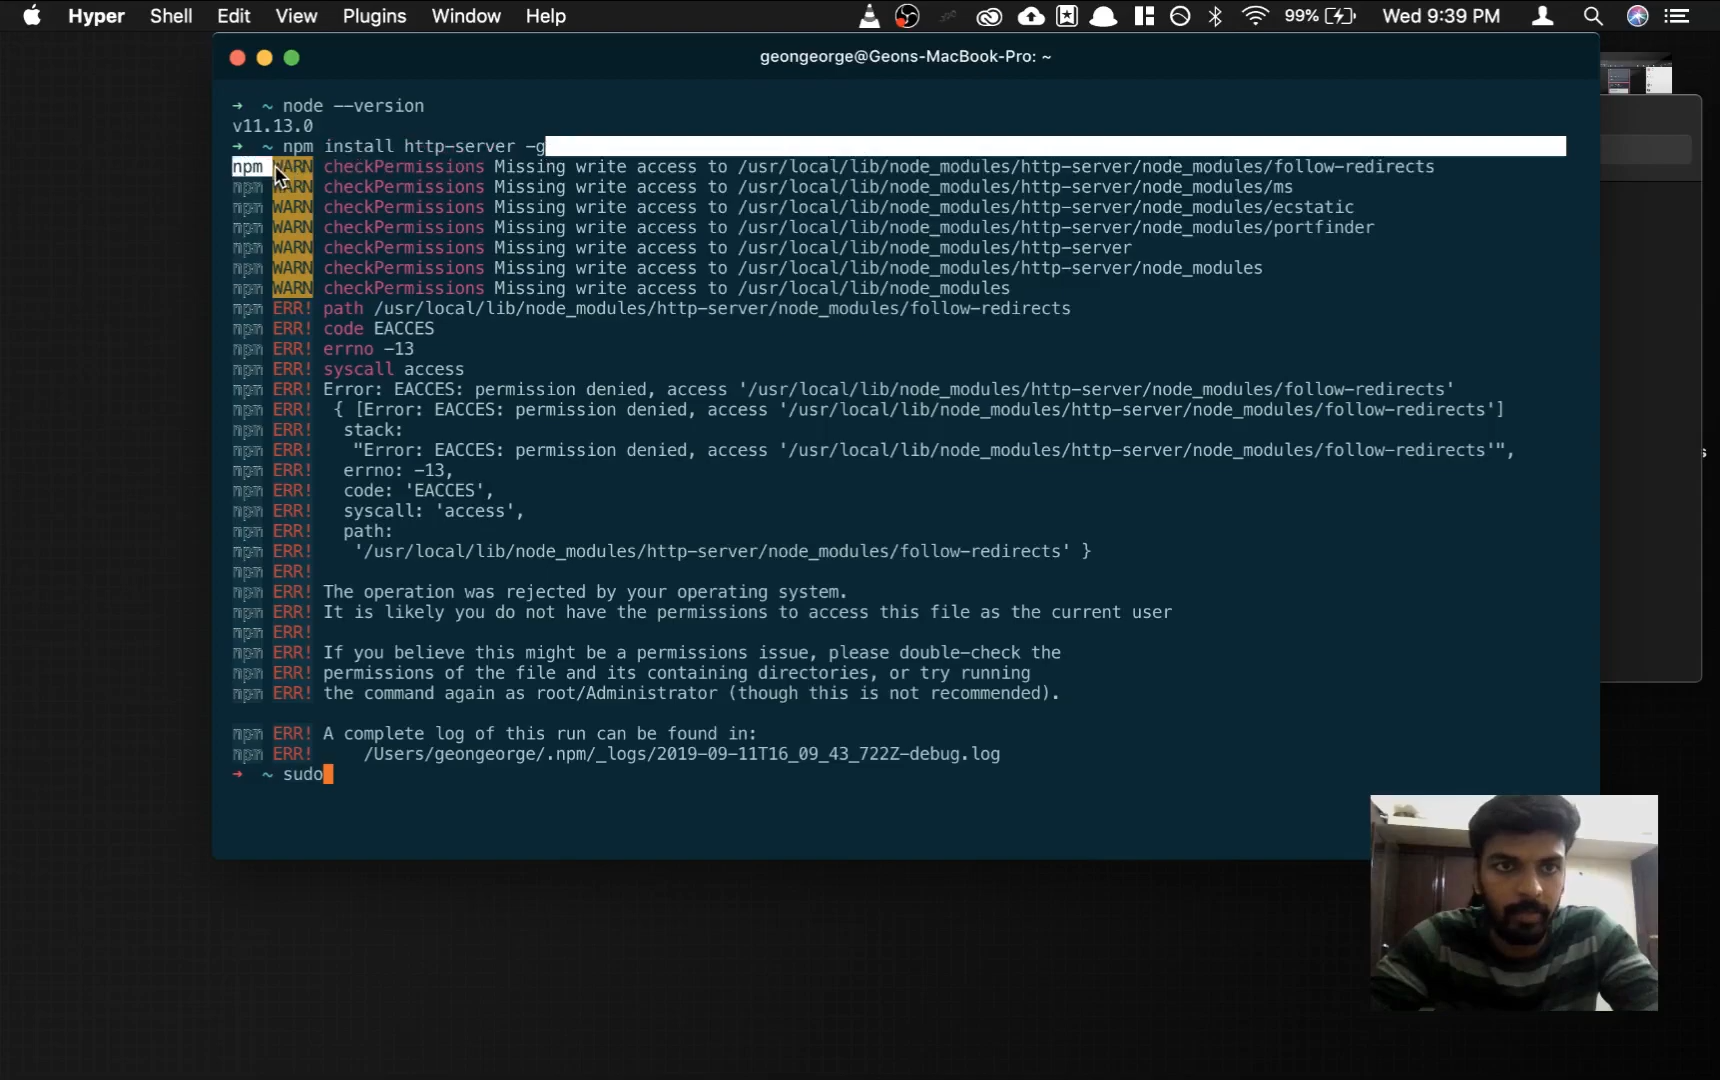 Hyper Shell Edit View Plugins Window Help 99% Wed 9:39 PM
geongeorge@Geons-MacBook-Pro: ~
➜ ~ node --version
v11.13.0
➜ ~ npm install http-server -g
npm WARN checkPermissions Missing write access to /usr/local/lib/node_modules/http-server/node_modules/follow-redirects
npm WARN checkPermissions Missing write access to /usr/local/lib/node_modules/http-server/node_modules/ms
npm WARN checkPermissions Missing write access to /usr/local/lib/node_modules/http-server/node_modules/ecstatic
npm WARN checkPermissions Missing write access to /usr/local/lib/node_modules/http-server/node_modules/portfinder
npm WARN checkPermissions Missing write access to /usr/local/lib/node_modules/http-server
npm WARN checkPermissions Missing write access to /usr/local/lib/node_modules/http-server/node_modules
npm WARN checkPermissions Missing write access to /usr/local/lib/node_modules
npm ERR! path /usr/local/lib/node_modules/http-server/node_modules/follow-redirects
npm ERR! code EACCES
npm ERR! errno -13
npm ERR! syscall access
npm ERR! Error: EACCES: permission denied, access '/usr/local/lib/node_modules/http-server/node_modules/follow-redirects'
npm ERR!  { [Error: EACCES: permission denied, access '/usr/local/lib/node_modules/http-server/node_modules/follow-redirects']
npm ERR!   stack:
npm ERR!    "Error: EACCES: permission denied, access '/usr/local/lib/node_modules/http-server/node_modules/follow-redirects'",
npm ERR!   errno: -13,
npm ERR!   code: 'EACCES',
npm ERR!   syscall: 'access',
npm ERR!   path:
npm ERR!    '/usr/local/lib/node_modules/http-server/node_modules/follow-redirects' }
npm ERR!
npm ERR! The operation was rejected by your operating system.
npm ERR! It is likely you do not have the permissions to access this file as the current user
npm ERR!
npm ERR! If you believe this might be a permissions issue, please double-check the
npm ERR! permissions of the file and its containing directories, or try running
npm ERR! the command again as root/Administrator (though this is not recommended).
npm ERR! A complete log of this run can be found in:
npm ERR!     /Users/geongeorge/.npm/_logs/2019-09-11T16_09_43_722Z-debug.log
➜ ~ sudo